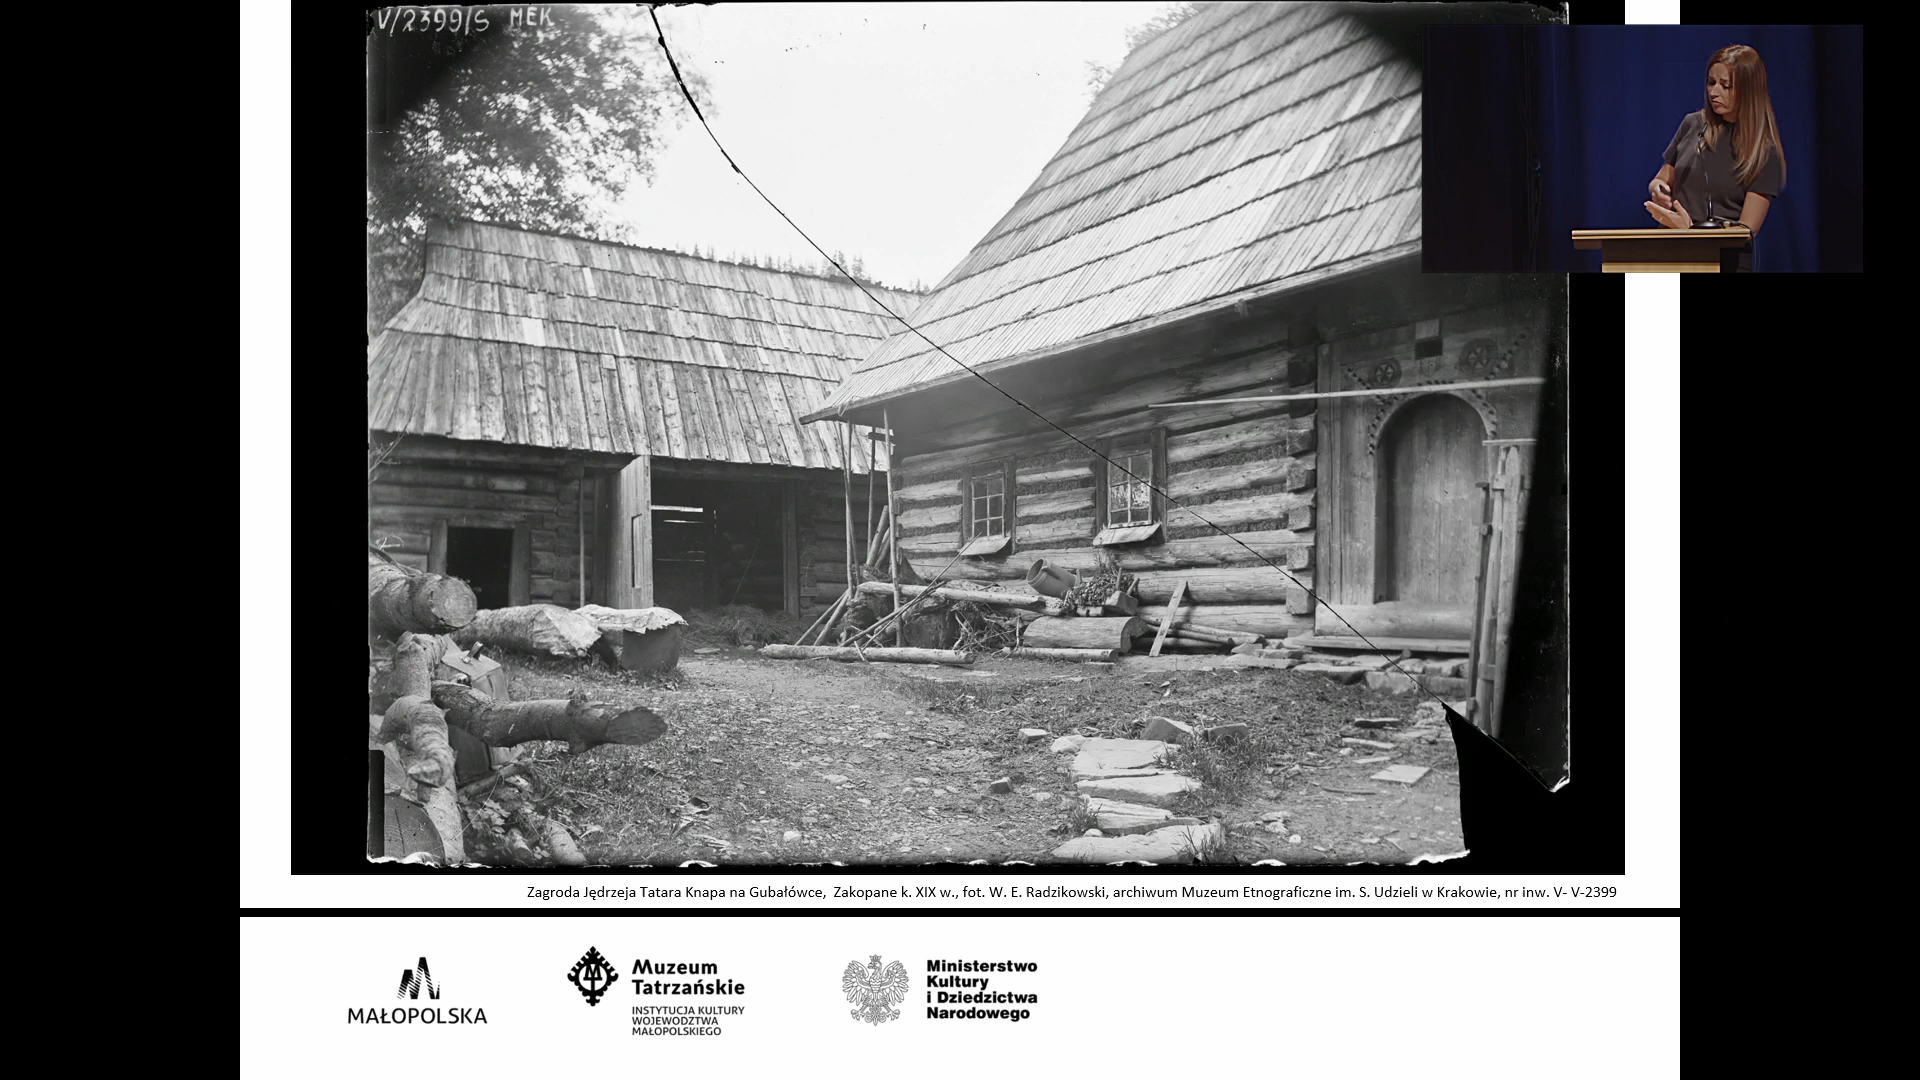 V/2399/S MEK
Zagroda Jędrzeja Tatara Knapa na Gubałówce, Zakopane k. XIX w., fot. W. E. Radzikowski, archiwum Muzeum Etnograficzne im. S. Udzieli w Krakowie, nr inw. V- V-2399
MAŁOPOLSKA
M
Muzeum
Tatrzańskie
INSTYTUCJA KULTURY
WOJEWÓDZTWA
MAŁOPOLSKIEGO
Ministerstwo
Kultury
i Dziedzictwa
Narodowego